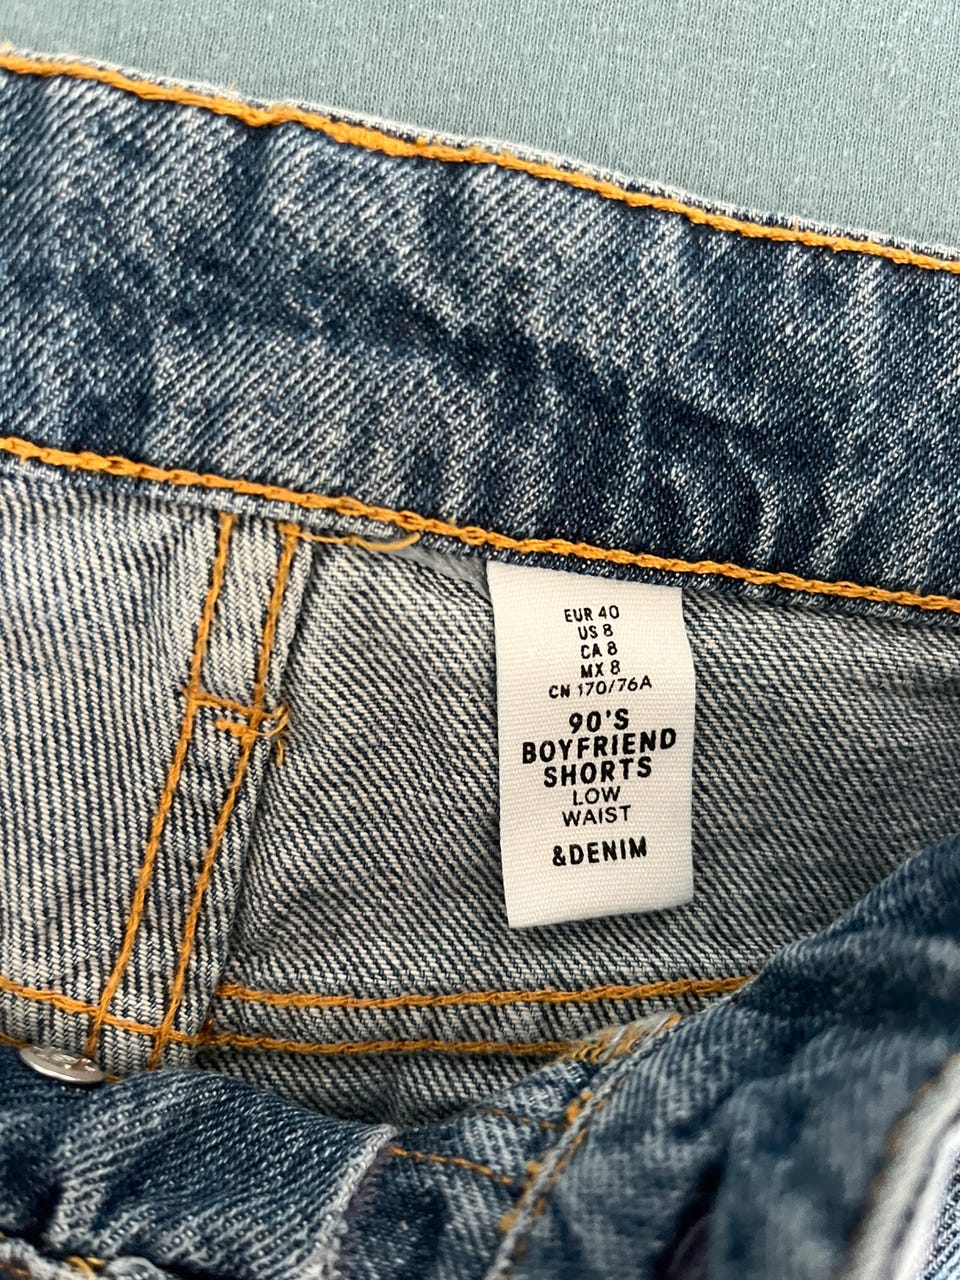 EUR 40
US 8
CA 8
MX 8
CN 170/76A
90'S
BOYFRIEND
SHORTS
LOW
WAIST
&DENIM